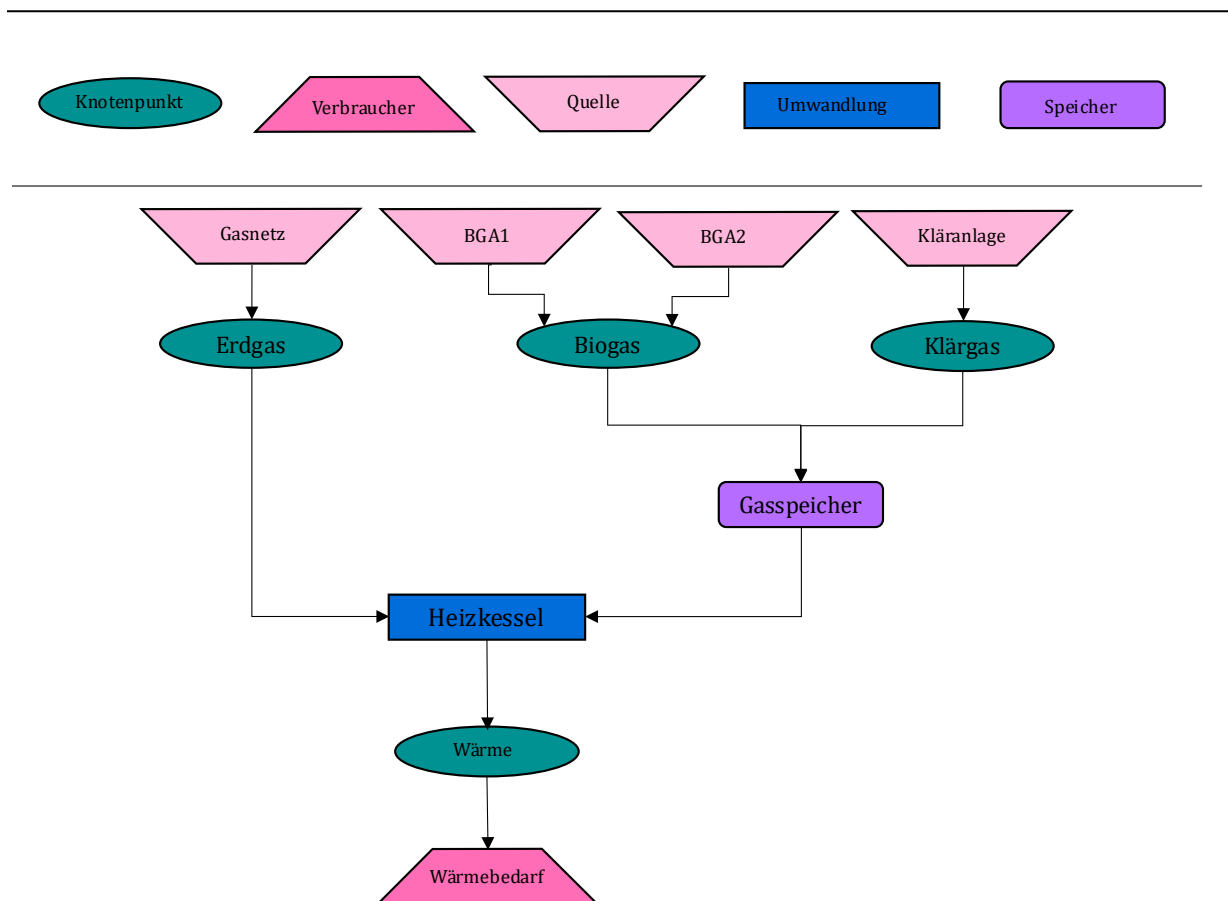 Knotenpunkt
Verbraucher
Quelle
Umwandlung
Speicher
Gasnetz
BGA1
BGA2
Kläranlage
Erdgas
Biogas
Klärgas
Gasspeicher
Heizkessel
Wärme
Wärmebedarf